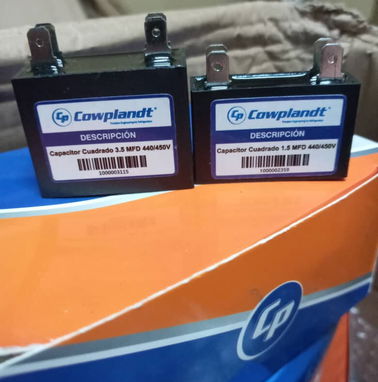 Cp Cowplandt®
DESCRIPCIÓN
Capacitor Cuadrado 3.5 MFD 440/450V
1000003115
Cp Cowplandt®
DESCRIPCIÓN
Capacitor Cuadrado 1.5 MFD 440/450V
1000002359
Cp